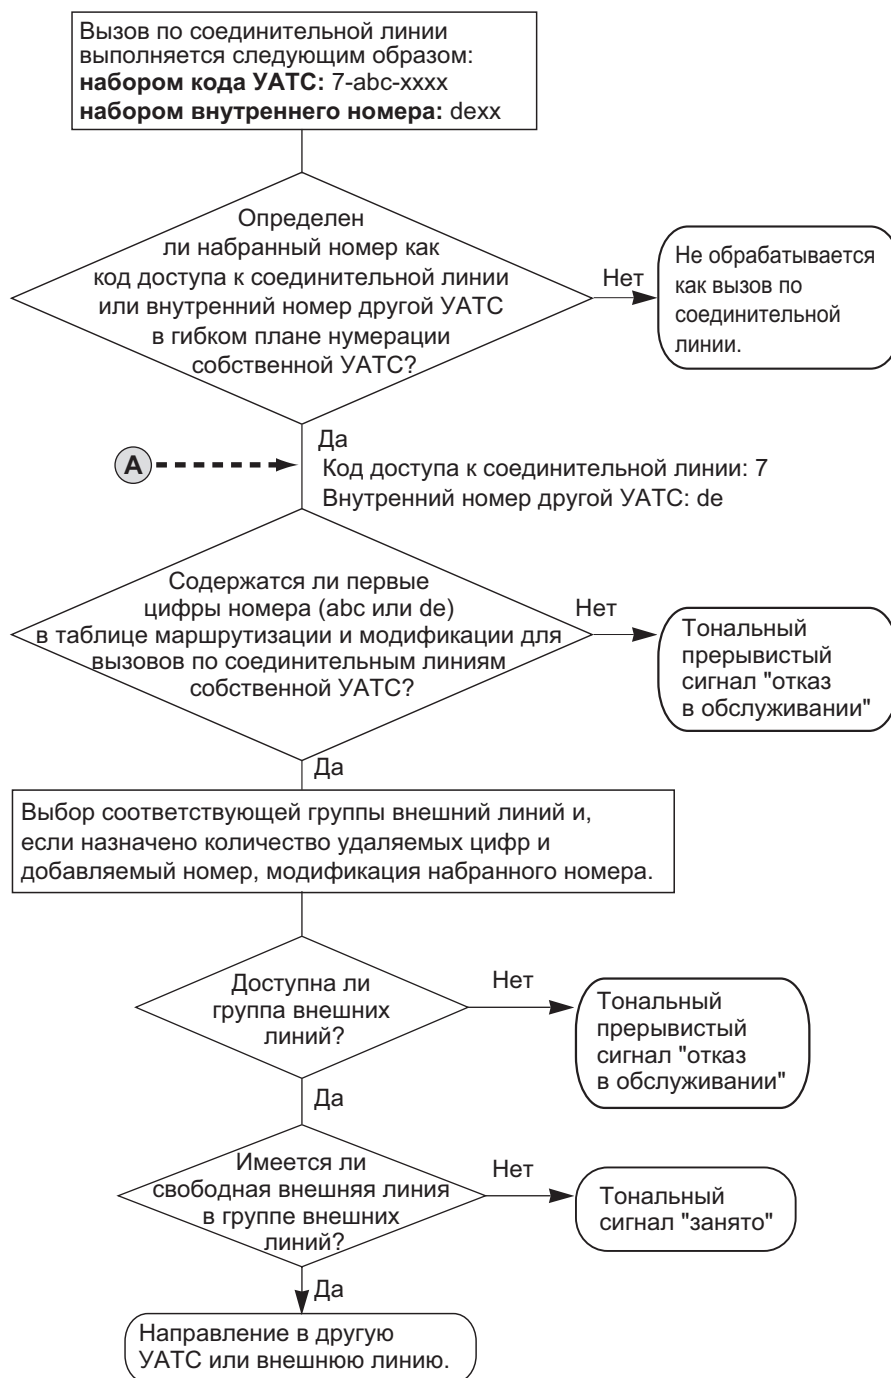 Вызов по соединительной линии
выполняется следующим образом:
набором кода УАТС: 7-abc-xxxx
набором внутреннего номера: dexx
Определен
ли набранный номер как
код доступа к соединительной линии
или внутренний номер другой УАТС
в гибком плане нумерации
собственной УАТС?
Нет
Не обрабатывается
как вызов по
соединительной
линии.
Да
A
Код доступа к соединительной линии: 7
Внутренний номер другой УАТС: de
Содержатся ли первые
цифры номера (abc или de)
в таблице маршрутизации и модификации для
вызовов по соединительным линиям
собственной УАТС?
Нет
Тональный
прерывистый
сигнал "отказ
в обслуживании"
Да
Выбор соответствующей группы внешний линий и,
если назначено количество удаляемых цифр и
добавляемый номер, модификация набранного номера.
Доступна ли
группа внешних
линий?
Нет
Тональный
прерывистый
сигнал "отказ
в обслуживании"
Да
Имеется ли
свободная внешняя линия
в группе внешних
линий?
Нет
Тональный
сигнал "занято"
Да
Направление в другую
УАТС или внешнюю линию.